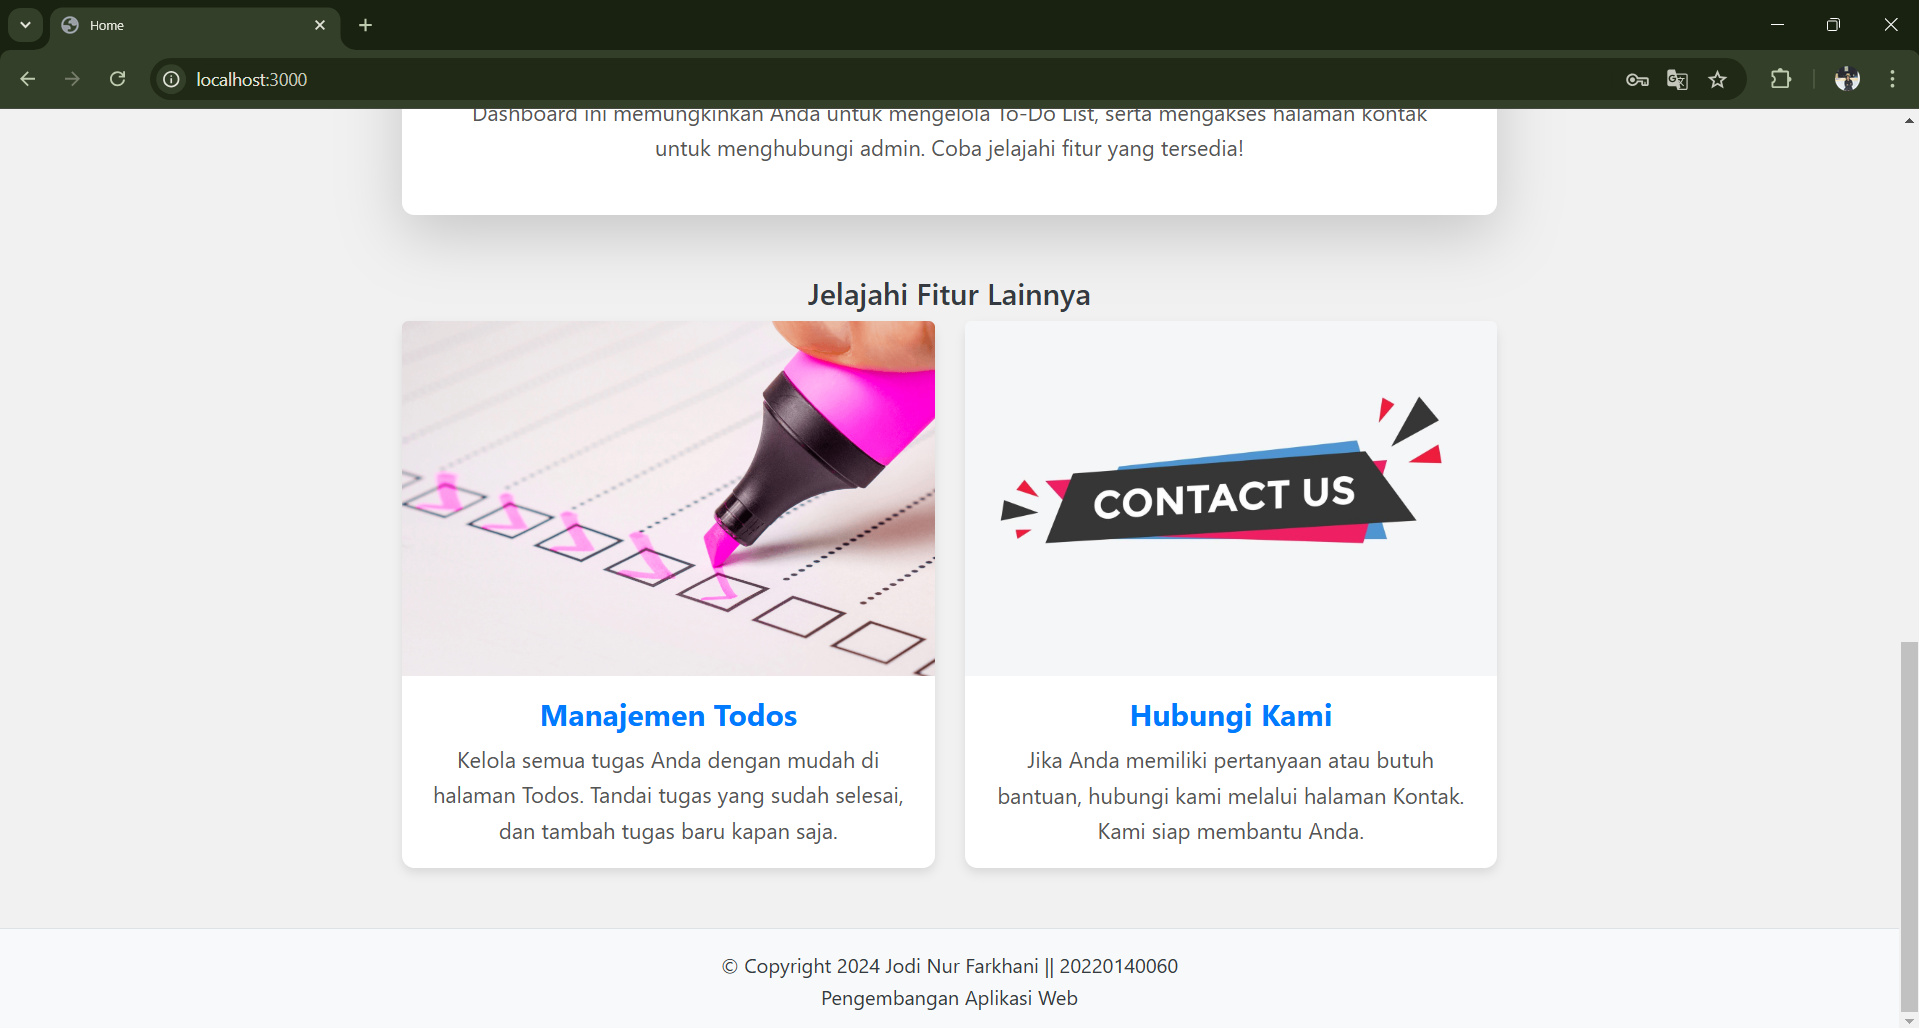 Home
localhost:3000
Dashboard ini memungkinkan Anda untuk mengelola To-Do List, serta mengakses halaman kontak
untuk menghubungi admin. Coba jelajahi fitur yang tersedia!
Jelajahi Fitur Lainnya
CONTACT US
Manajemen Todos
Kelola semua tugas Anda dengan mudah di
halaman Todos. Tandai tugas yang sudah selesai,
dan tambah tugas baru kapan saja.
Hubungi Kami
Jika Anda memiliki pertanyaan atau butuh
bantuan, hubungi kami melalui halaman Kontak.
Kami siap membantu Anda.
© Copyright 2024 Jodi Nur Farkhani || 20220140060
Pengembangan Aplikasi Web